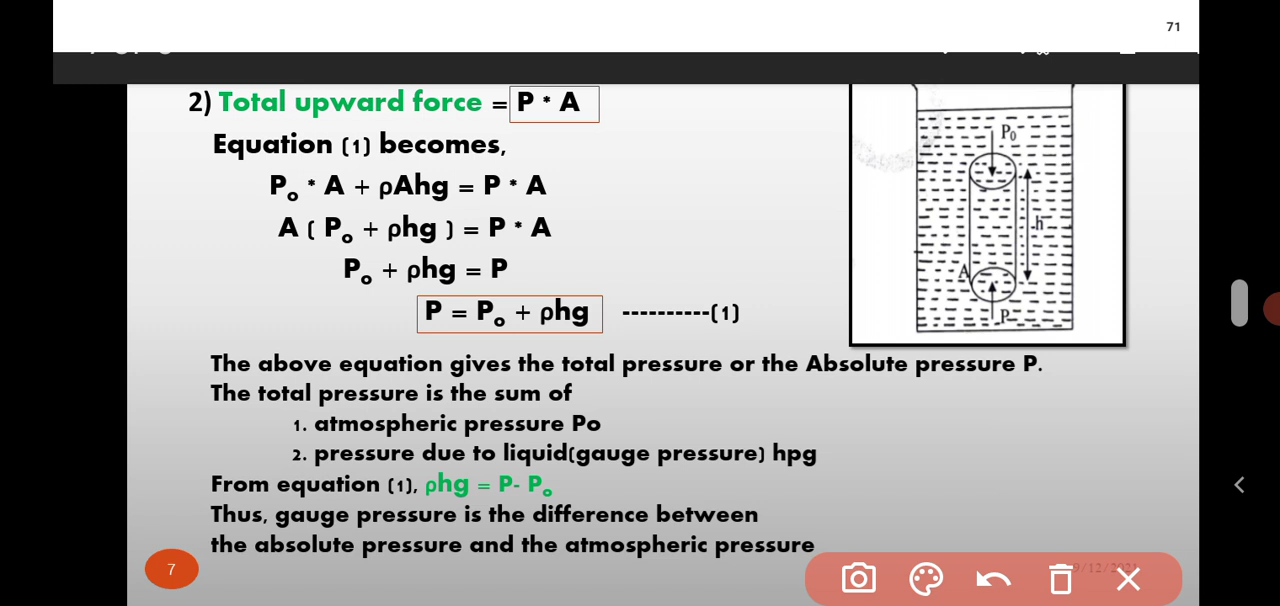 71
2) Total upward force = P * A
Equation (1) becomes,
Po * A + ρAhg = P * A
A ( Po + ρhg ) = P * A
Po + ρhg = P
P = Po + ρhg ----------(1)
P0
h
A
P
The above equation gives the total pressure or the Absolute pressure P.
The total pressure is the sum of
1. atmospheric pressure Po
2. pressure due to liquid(gauge pressure) hpg
From equation (1), ρhg = P- Po
Thus, gauge pressure is the difference between
the absolute pressure and the atmospheric pressure
7
9/12/2021